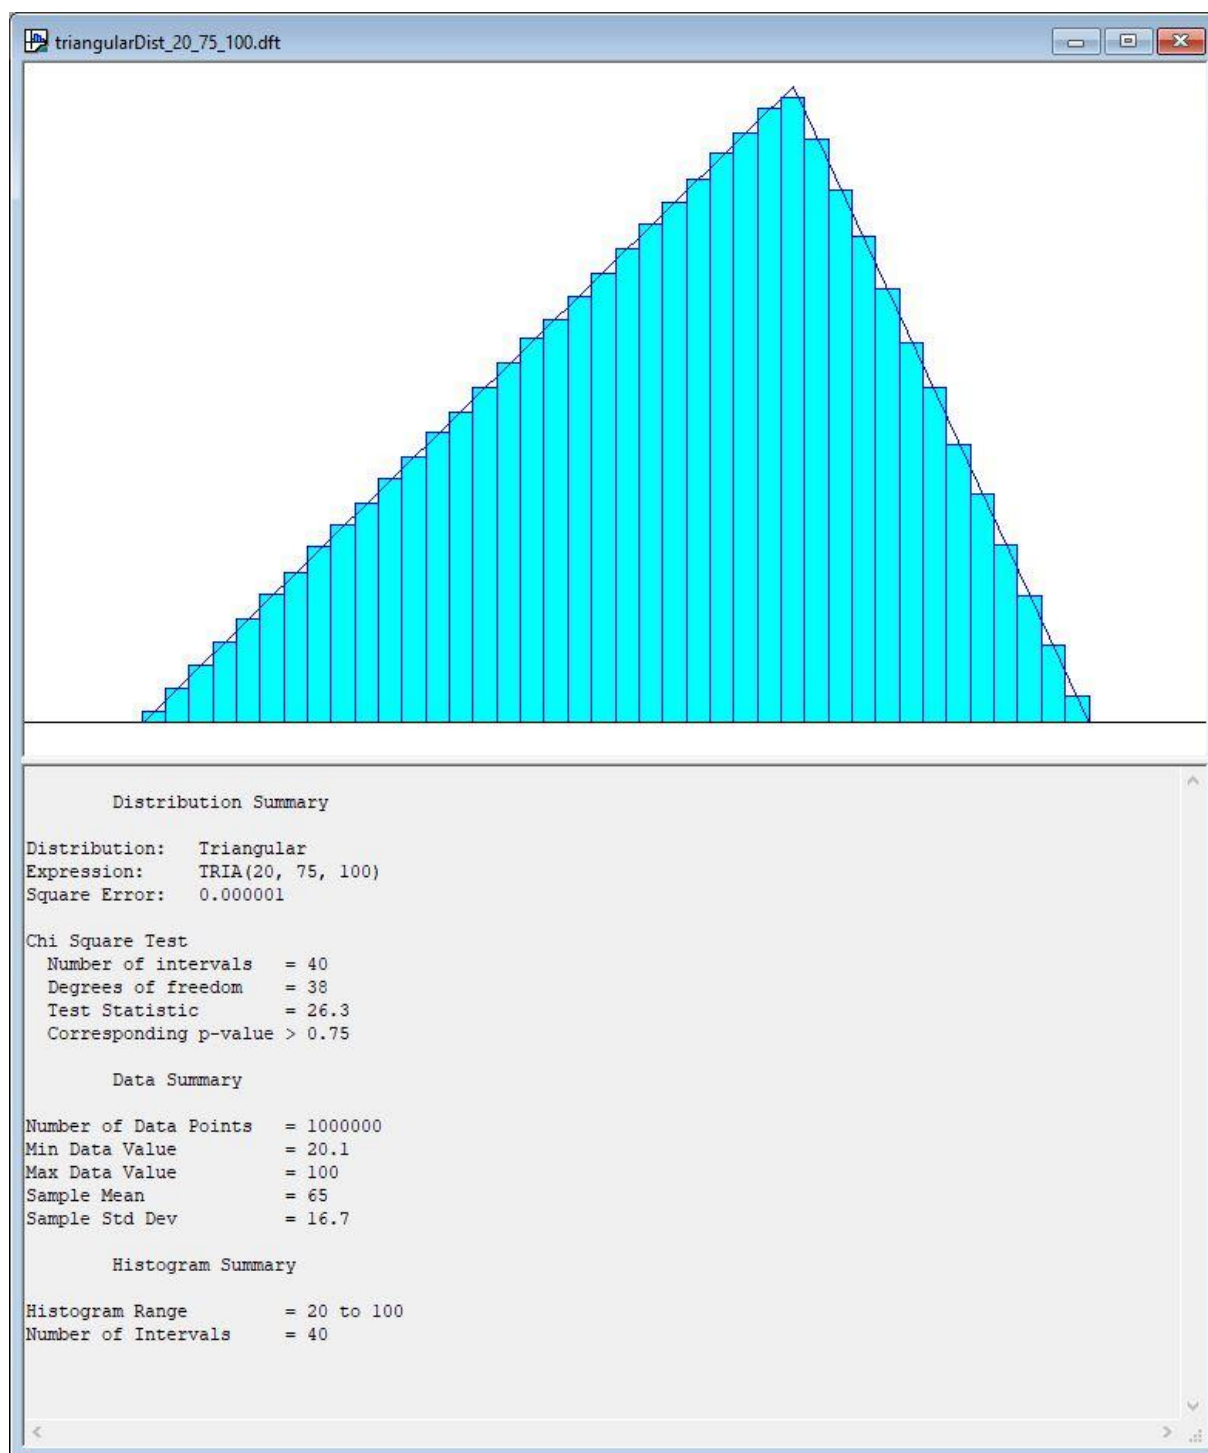 triangularDist_20_75_100.dft
Distribution Summary
Distribution: Triangular
Expression: TRIA(20, 75, 100)
Square Error: 0.000001
Chi Square Test
Number of intervals = 40
Degrees of freedom = 38
Test Statistic = 26.3
Corresponding p-value > 0.75
Data Summary
Number of Data Points = 1000000
Min Data Value = 20.1
Max Data Value = 100
Sample Mean = 65
Sample Std Dev = 16.7
Histogram Summary
Histogram Range = 20 to 100
Number of Intervals = 40